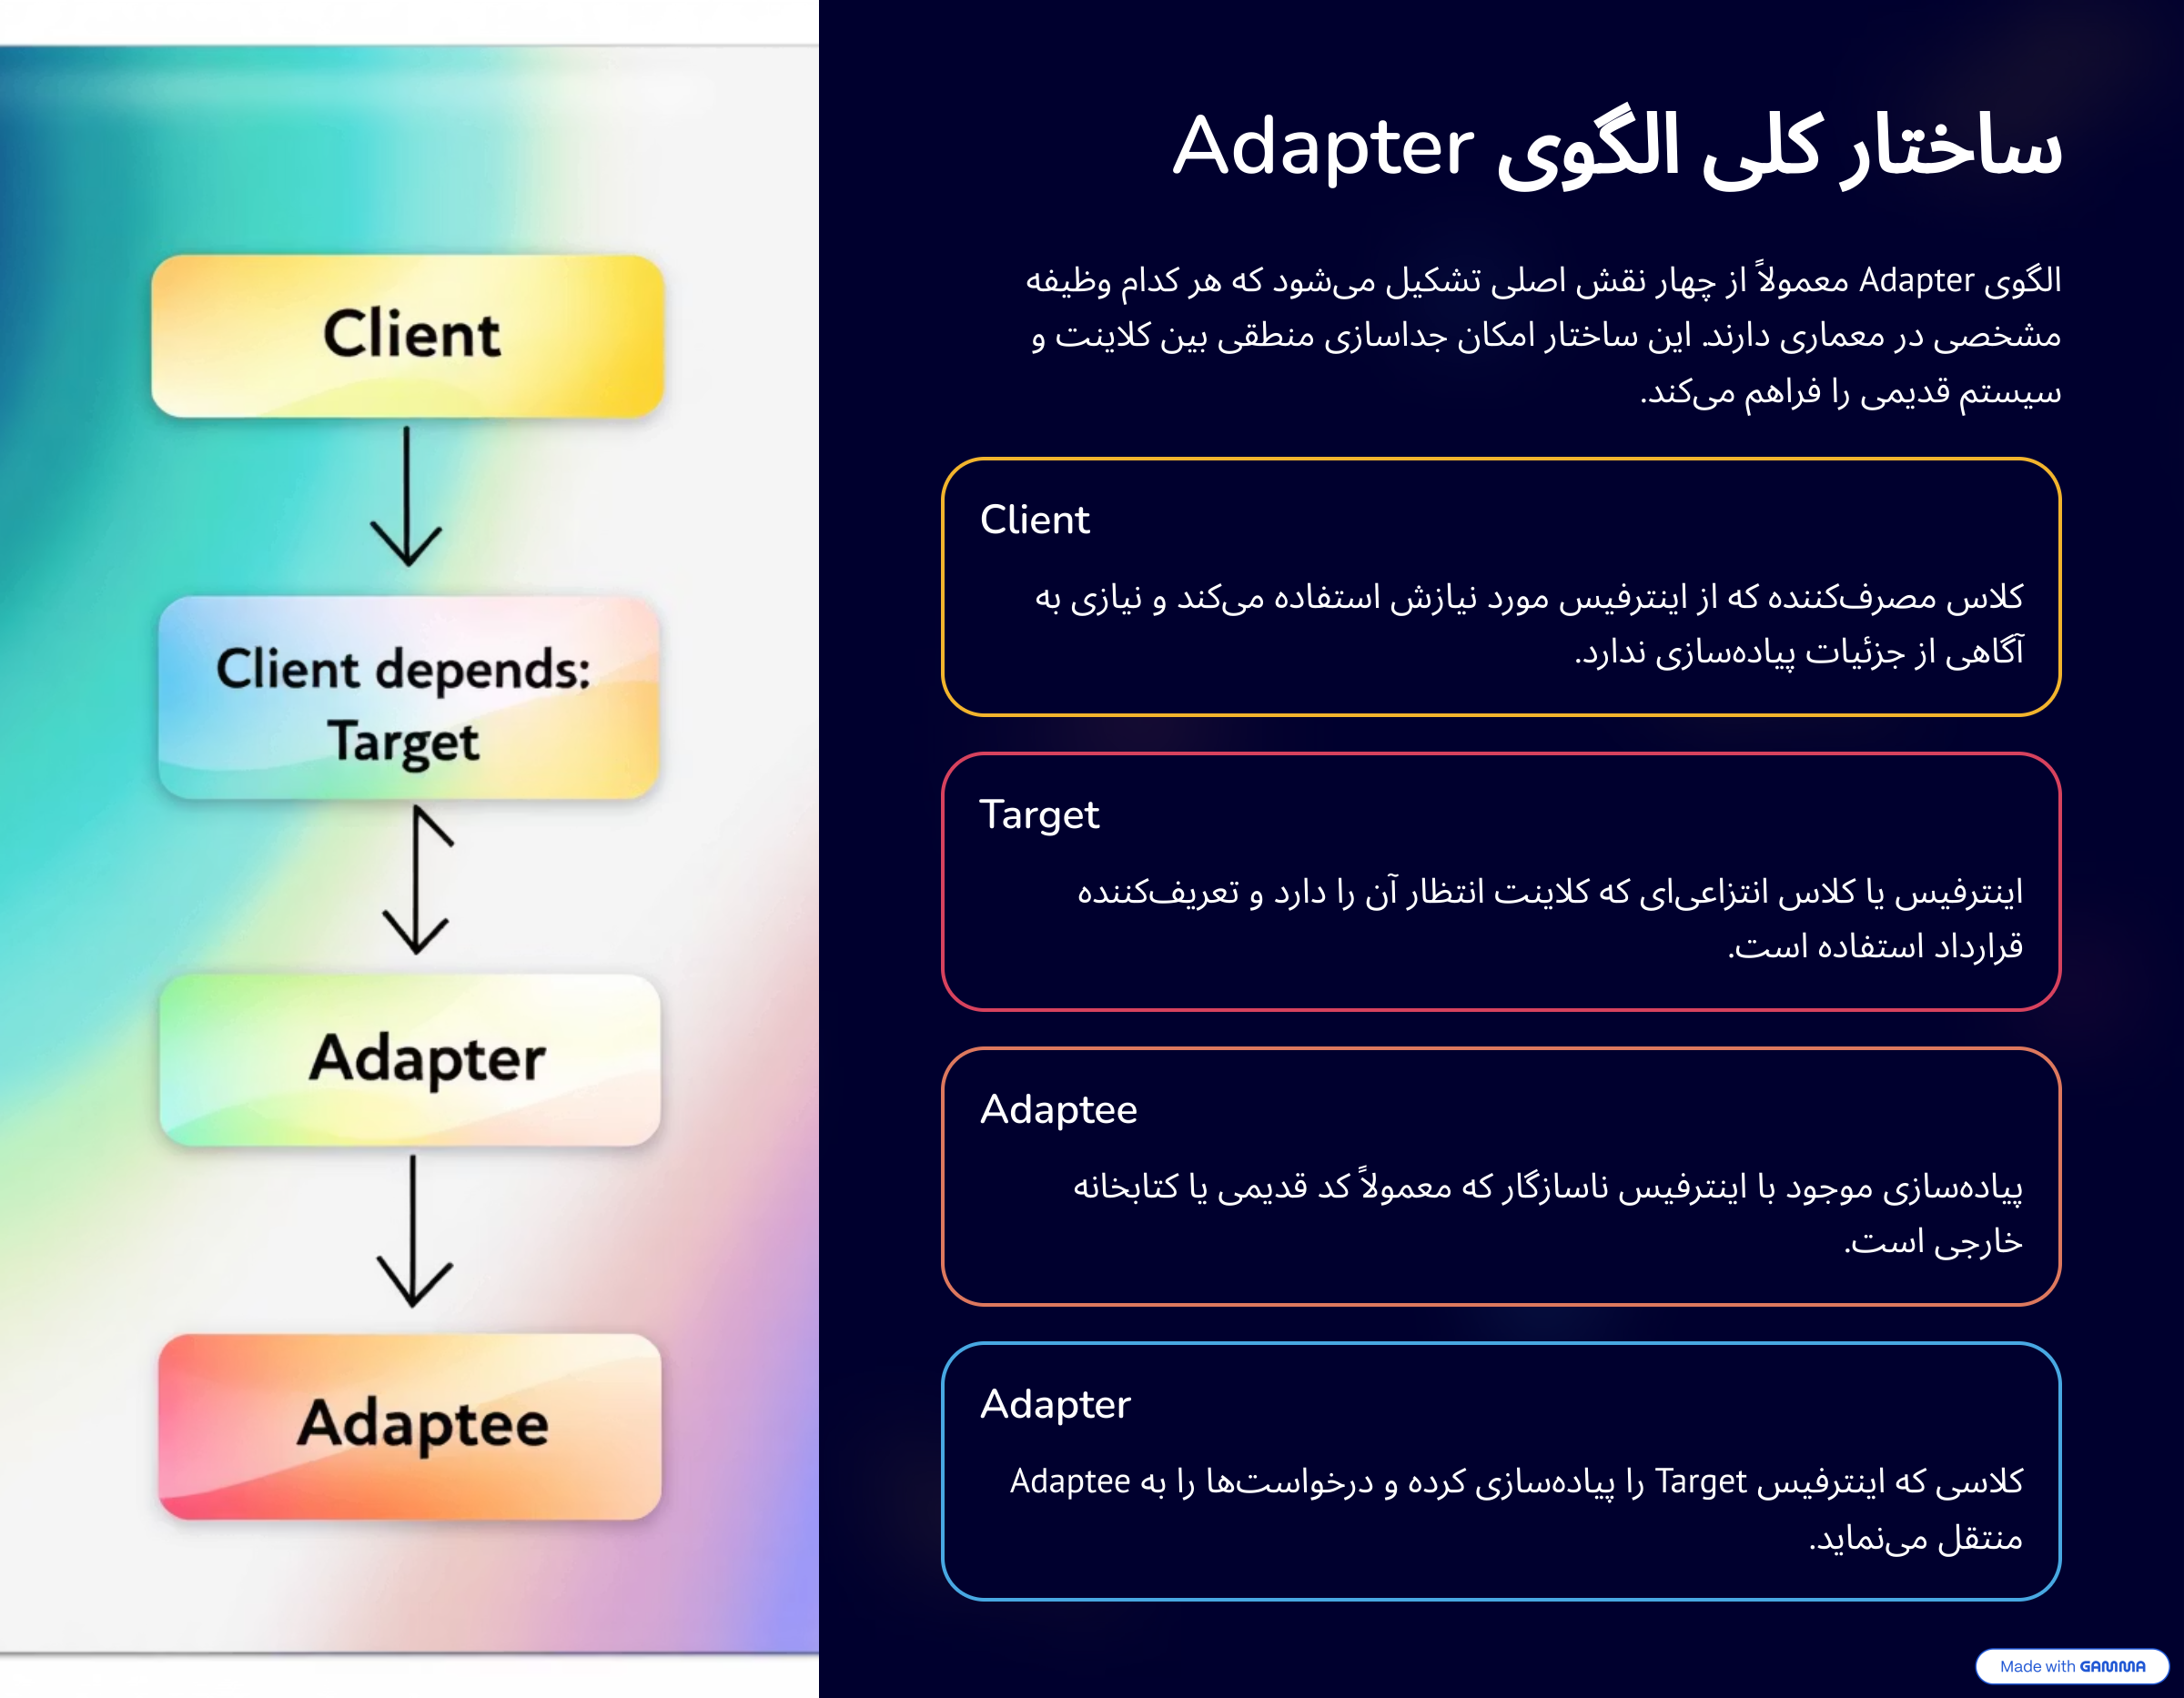 ساختار کلی الگوی Adapter
الگوی Adapter معمولاً از چهار نقش اصلی تشکیل می‌شود که هر کدام وظیفه
مشخصی در معماری دارند. این ساختار امکان جداسازی منطقی بین کلاینت و
سیستم قدیمی را فراهم می‌کند.
Client
کلاس مصرف‌کننده که از اینترفیس مورد نیازش استفاده می‌کند و نیازی به
آگاهی از جزئیات پیاده‌سازی ندارد.
Target
اینترفیس یا کلاس انتزاعی‌ای که کلاینت انتظار آن را دارد و تعریف‌کننده
قرارداد استفاده است.
Adaptee
پیاده‌سازی موجود با اینترفیس ناسازگار که معمولاً کد قدیمی یا کتابخانه
خارجی است.
Adapter
کلاسی که اینترفیس Target را پیاده‌سازی کرده و درخواست‌ها را به Adaptee
منتقل می‌نماید.
Client
Client depends:
Target
Adapter
Adaptee
Made with GAMMA